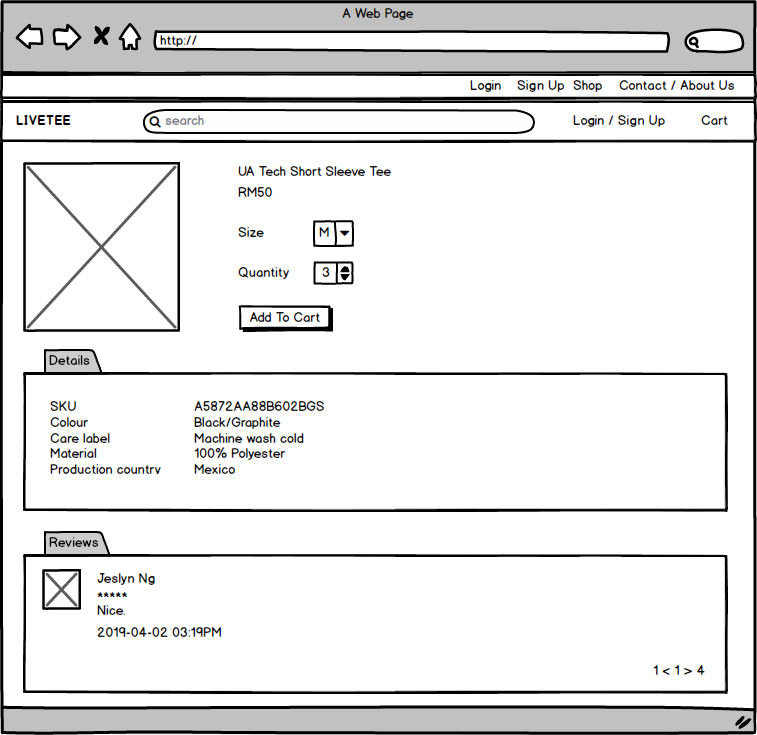 A Web Page
http://
Login Sign Up Shop Contact / About Us
LIVETEE search Login / Sign Up Cart
UA Tech Short Sleeve Tee
RM50
Size M
Quantity 3
Add To Cart
Details
SKU A5872AA88B602BGS
Colour Black/Graphite
Care label Machine wash cold
Material 100% Polyester
Production country Mexico
Reviews
Jeslyn Ng
*****
Nice.
2019-04-02 03:19PM
1 < 1 > 4